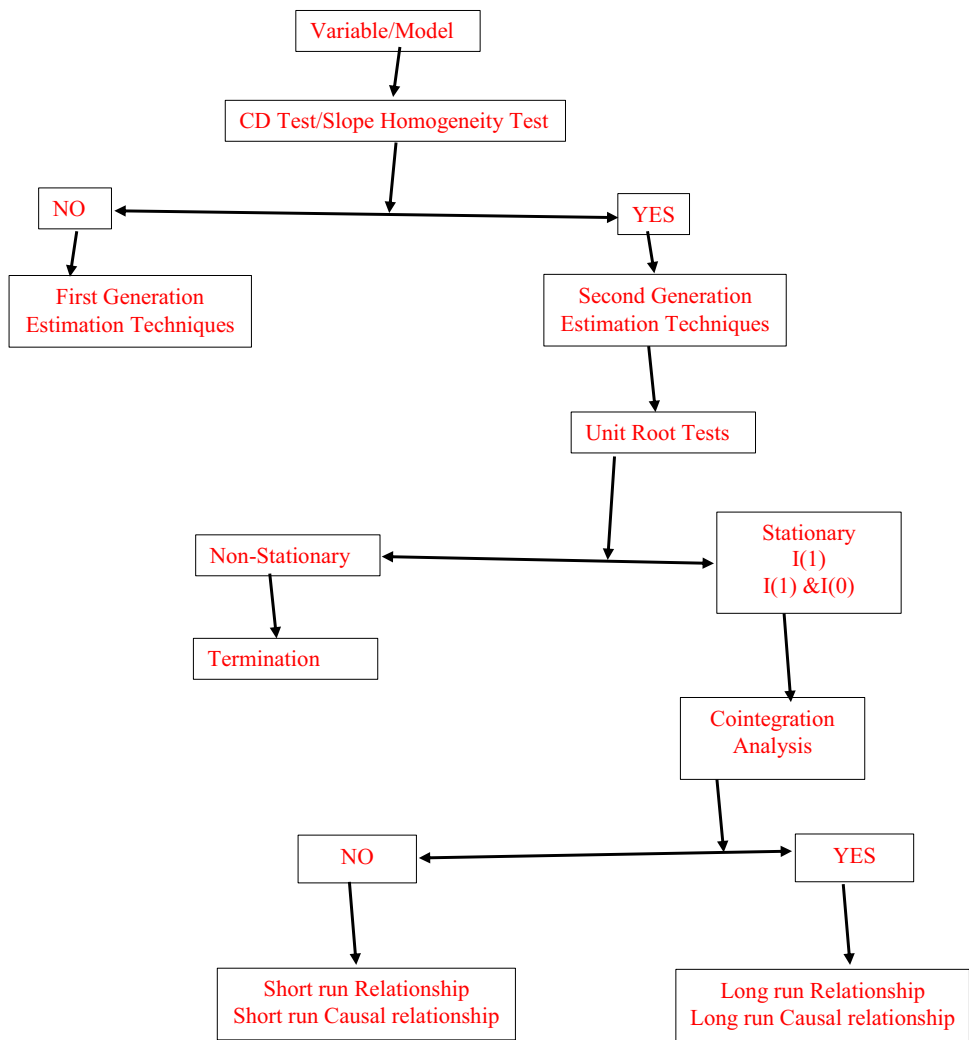 Variable/Model
CD Test/Slope Homogeneity Test
NO
YES
First Generation
Estimation Techniques
Second Generation
Estimation Techniques
Unit Root Tests
Non-Stationary
Stationary
I(1)
I(1) &I(0)
Termination
Cointegration
Analysis
NO
YES
Short run Relationship
Short run Causal relationship
Long run Relationship
Long run Causal relationship